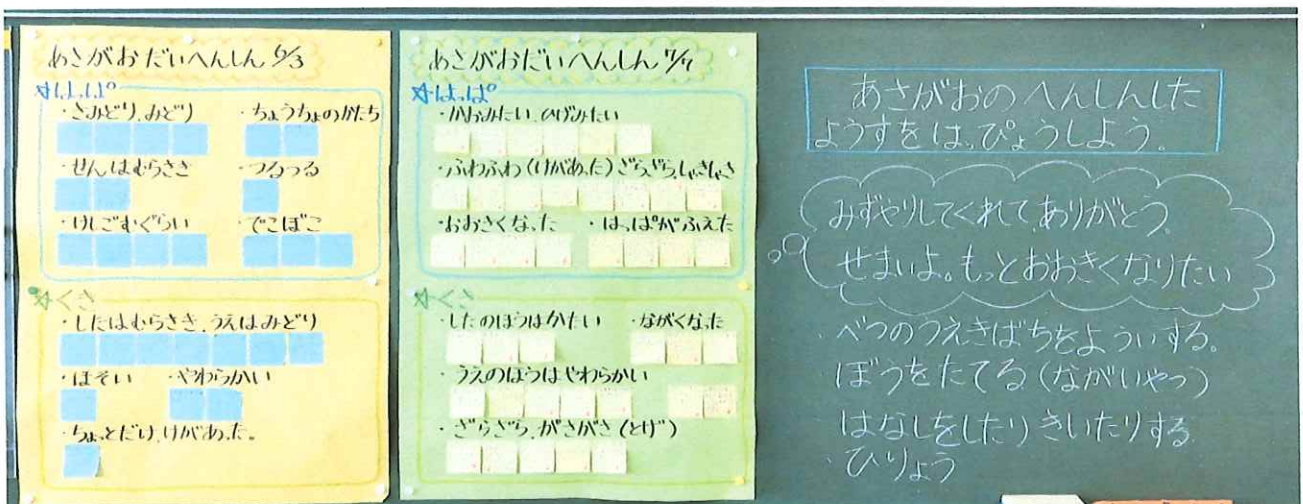 あさがおだいへんしん 6/3
☆はっぱ
・きみどり、みどり ・ちょうちょのかたち
・せんはむらさき ・つるつる
・けしごむぐらい ・でこぼこ
☆くき
・したはむらさき、うえはみどり
・ほそい ・やわらかい
・ちょっとだけ、けがあった。
あさがおだいへんしん 7/7
☆はっぱ
・かおみたい、ひげみたい
・ふわふわ(けがあった)ざらざら、しゃきしゃき
・おおきくなった ・はっぱがふえた
☆くき
・したのほうはかたい ・ながくなった
・うえのほうはやわらかい
・ざらざら、がさがさ(とげ)
あさがおのへんしんした
ようすをはっぴょうしよう。
みずやりしてくれてありがとう。
せまいよ。もっとおおきくなりたい
・べつのうえきばちをよういする。
・ぼうをたてる(ながいやつ)
・はなしをしたりきいたりする
・ひりょう